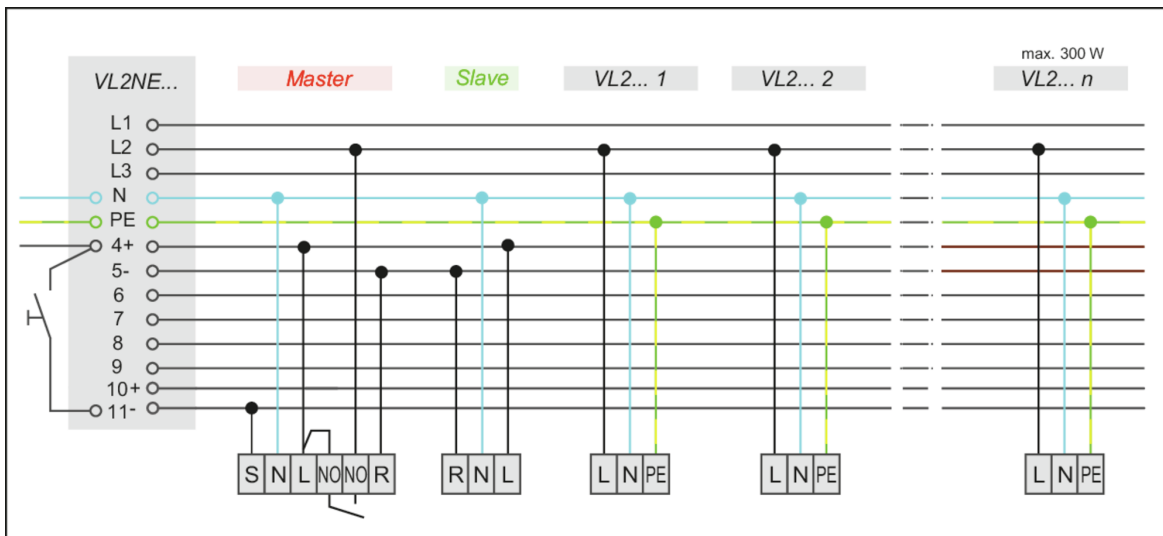 max. 300 W
VL2NE... Master Slave VL2... 1 VL2... 2 VL2... n
L1
L2
L3
N
PE
4+
5-
6
7
8
9
10+
11-
S N L NO NO R R N L L N PE L N PE L N PE